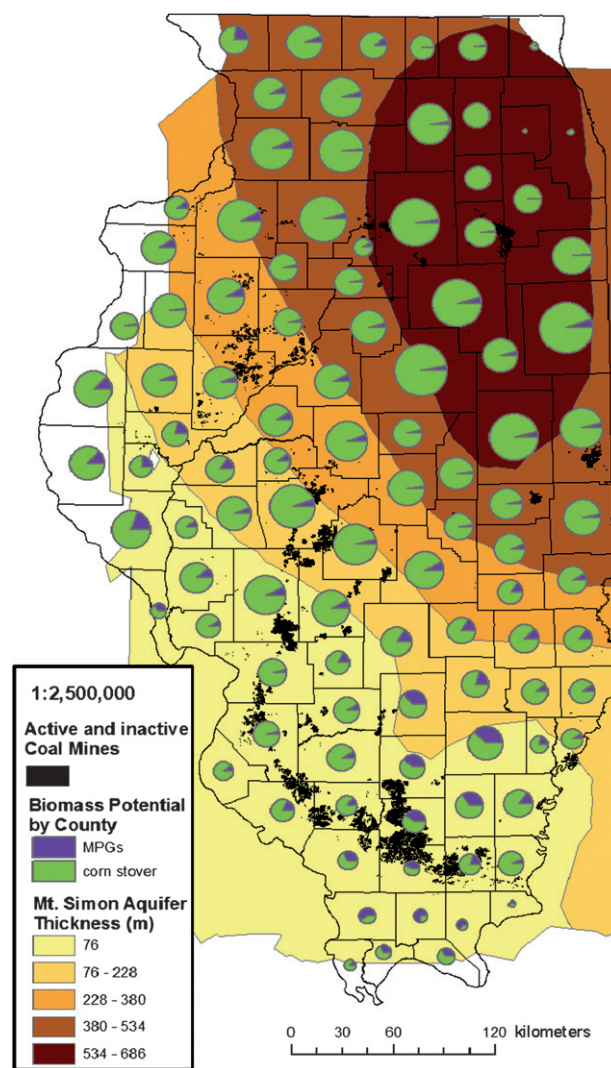 1:2,500,000
Active and inactive
Coal Mines
Biomass Potential
by County
MPGs
corn stover
Mt. Simon Aquifer
Thickness (m)
76
76 - 228
228 - 380
380 - 534
534 - 686
0 30 60 120 kilometers